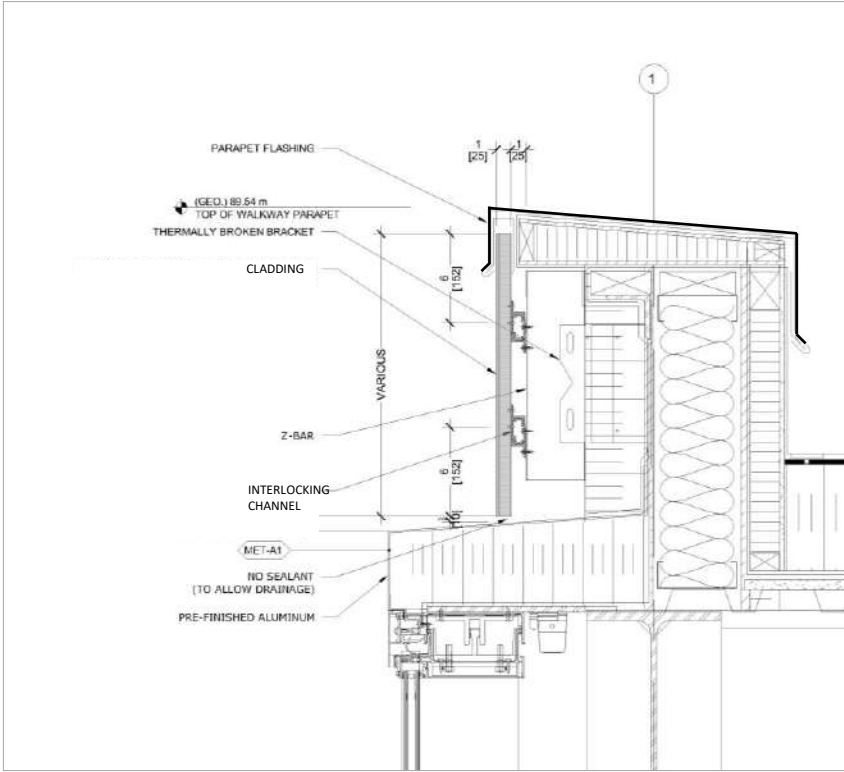 1
1
[25]
1
[25]
PARAPET FLASHING
(GEO.) 89.54 m
TOP OF WALKWAY PARAPET
THERMALLY BROKEN BRACKET
CLADDING
6
[152]
VARIOUS
Z-BAR
6
[152]
INTERLOCKING
CHANNEL
MET-A1
NO SEALANT
(TO ALLOW DRAINAGE)
PRE-FINISHED ALUMINUM